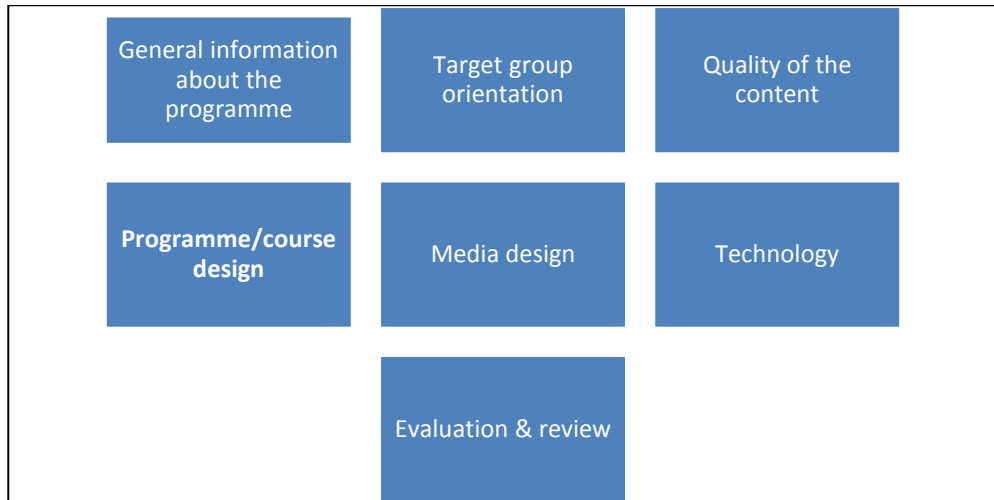 General information
about the
programme
Target group
orientation
Quality of the
content
Programme/course
design
Media design
Technology
Evaluation & review